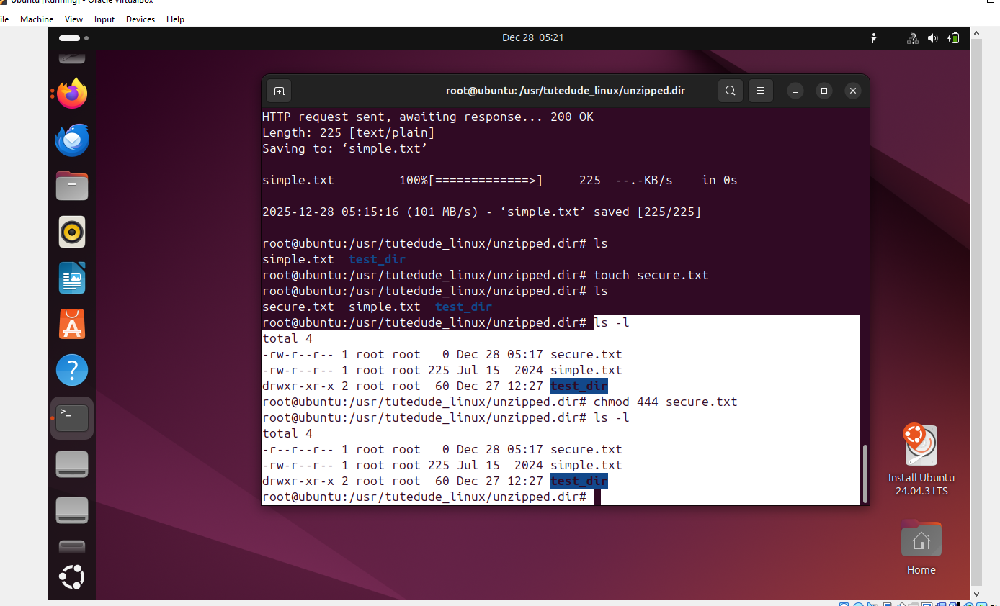 Ubuntu [Running] - Oracle VirtualBox
ile Machine View Input Devices Help
Dec 28 05:21
root@ubuntu: /usr/tutedude_linux/unzipped.dir
HTTP request sent, awaiting response... 200 OK
Length: 225 [text/plain]
Saving to: ‘simple.txt’
simple.txt 100%[=============>] 225 --.-KB/s in 0s
2025-12-28 05:15:16 (101 MB/s) - ‘simple.txt’ saved [225/225]
root@ubuntu:/usr/tutedude_linux/unzipped.dir# ls
simple.txt test_dir
root@ubuntu:/usr/tutedude_linux/unzipped.dir# touch secure.txt
root@ubuntu:/usr/tutedude_linux/unzipped.dir# ls
secure.txt simple.txt test_dir
root@ubuntu:/usr/tutedude_linux/unzipped.dir# ls -l
total 4
-rw-r--r-- 1 root root 0 Dec 28 05:17 secure.txt
-rw-r--r-- 1 root root 225 Jul 15 2024 simple.txt
drwxr-xr-x 2 root root 60 Dec 27 12:27 test_dir
root@ubuntu:/usr/tutedude_linux/unzipped.dir# chmod 444 secure.txt
root@ubuntu:/usr/tutedude_linux/unzipped.dir# ls -l
total 4
-r--r--r-- 1 root root 0 Dec 28 05:17 secure.txt
-rw-r--r-- 1 root root 225 Jul 15 2024 simple.txt
drwxr-xr-x 2 root root 60 Dec 27 12:27 test_dir
root@ubuntu:/usr/tutedude_linux/unzipped.dir#
Install Ubuntu
24.04.3 LTS
Home